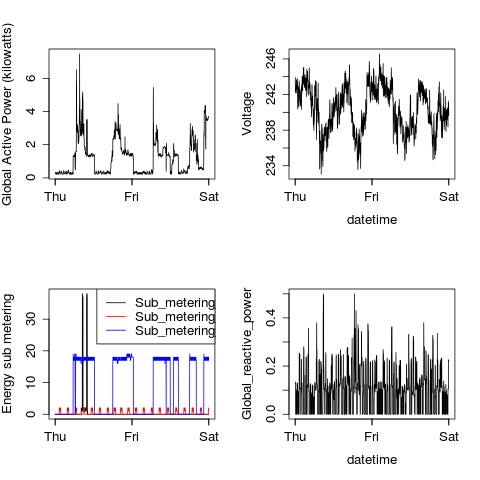 Global Active Power (kilowatts)
0 2 4 6
Thu Fri Sat
Voltage
234 238 242 246
Thu Fri Sat
datetime
Energy sub metering
0 10 20 30
Sub_metering
Sub_metering
Sub_metering
Thu Fri Sat
Global_reactive_power
0.0 0.2 0.4
Thu Fri Sat
datetime